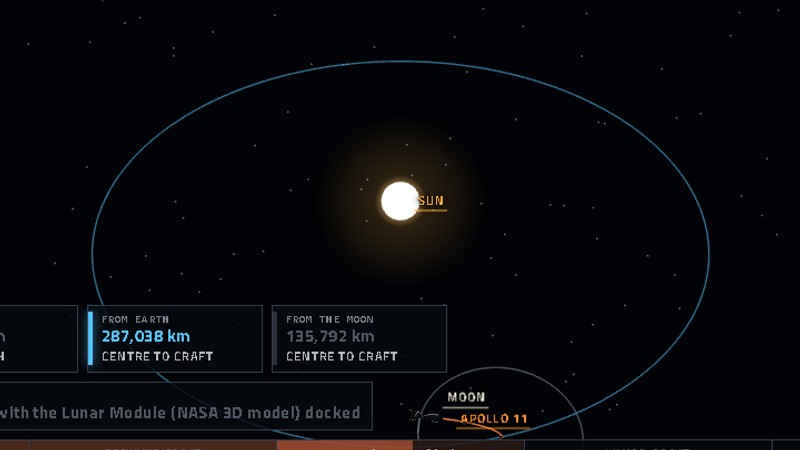 SUN
FROM EARTH
287,038 km
CENTRE TO CRAFT
FROM THE MOON
135,792 km
CENTRE TO CRAFT
MOON
with the Lunar Module (NASA 3D model) docked
APOLLO 11